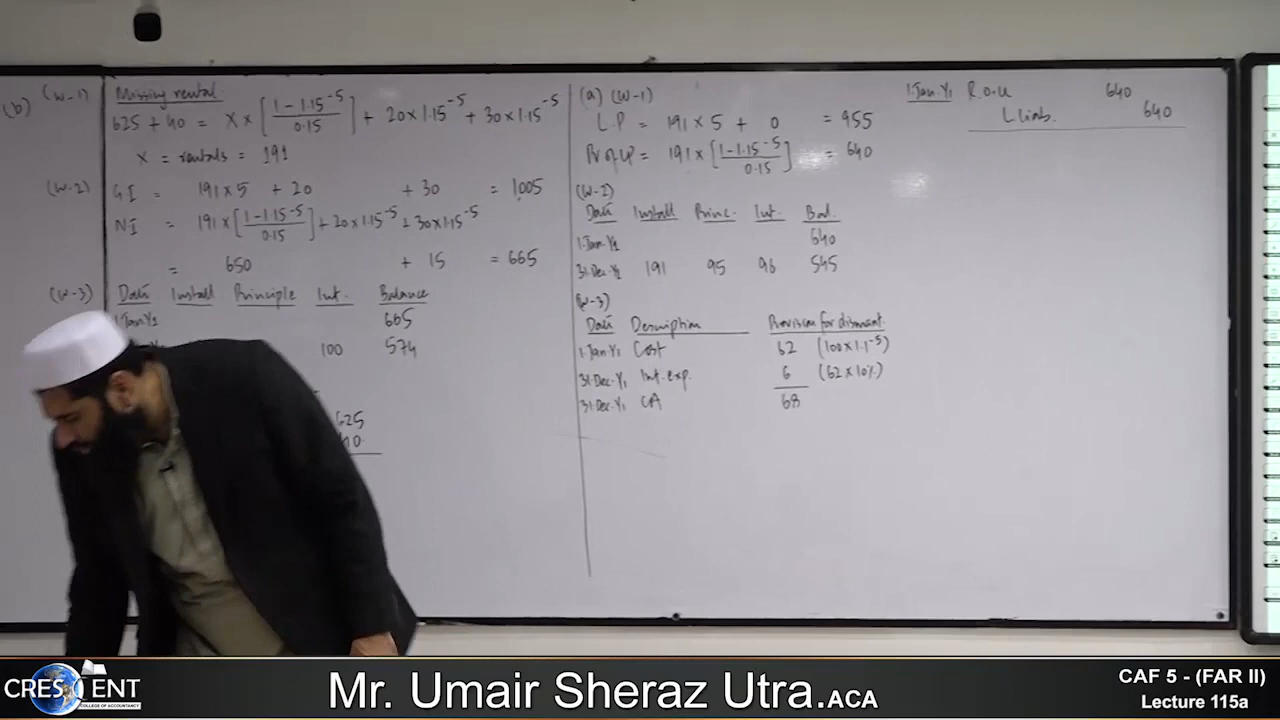 (b) (W-1) Missing rental
625 + 40 = X × [1-1.15^-5 / 0.15] + 20×1.15^-5 + 30×1.15^-5
X = rentals = 191
(W-2) GI = 191×5 + 20 + 30 = 1,005
NI = 191×[1-1.15^-5 / 0.15] + 20×1.15^-5 + 30×1.15^-5
= 650 + 15 = 665
(W-3) Date Install Principle Int. Balance
1.Jan.Y1 665
100 574
625
40
(a) (W-1)
L.P = 191 × 5 + 0 = 955
PV of LP = 191 × [1-1.15^-5 / 0.15] = 640
(W-2)
Date Install Princ. Int. Bal.
1.Jan.Y1 640
31.Dec.Y1 191 95 96 545
(W-3)
Date Description Provision for dismant.
1.Jan.Y1 Cost 62 (100×1.1^-5)
31.Dec.Y1 Int.exp. 6 (62×10%)
31.Dec.Y1 CA 68
1.Jan.Y1 R.O.U 640
L.liab. 640
CRESCENT
COLLEGE OF ACCOUNTANCY
Mr. Umair Sheraz Utra.ACA
CAF 5 - (FAR II)
Lecture 115a